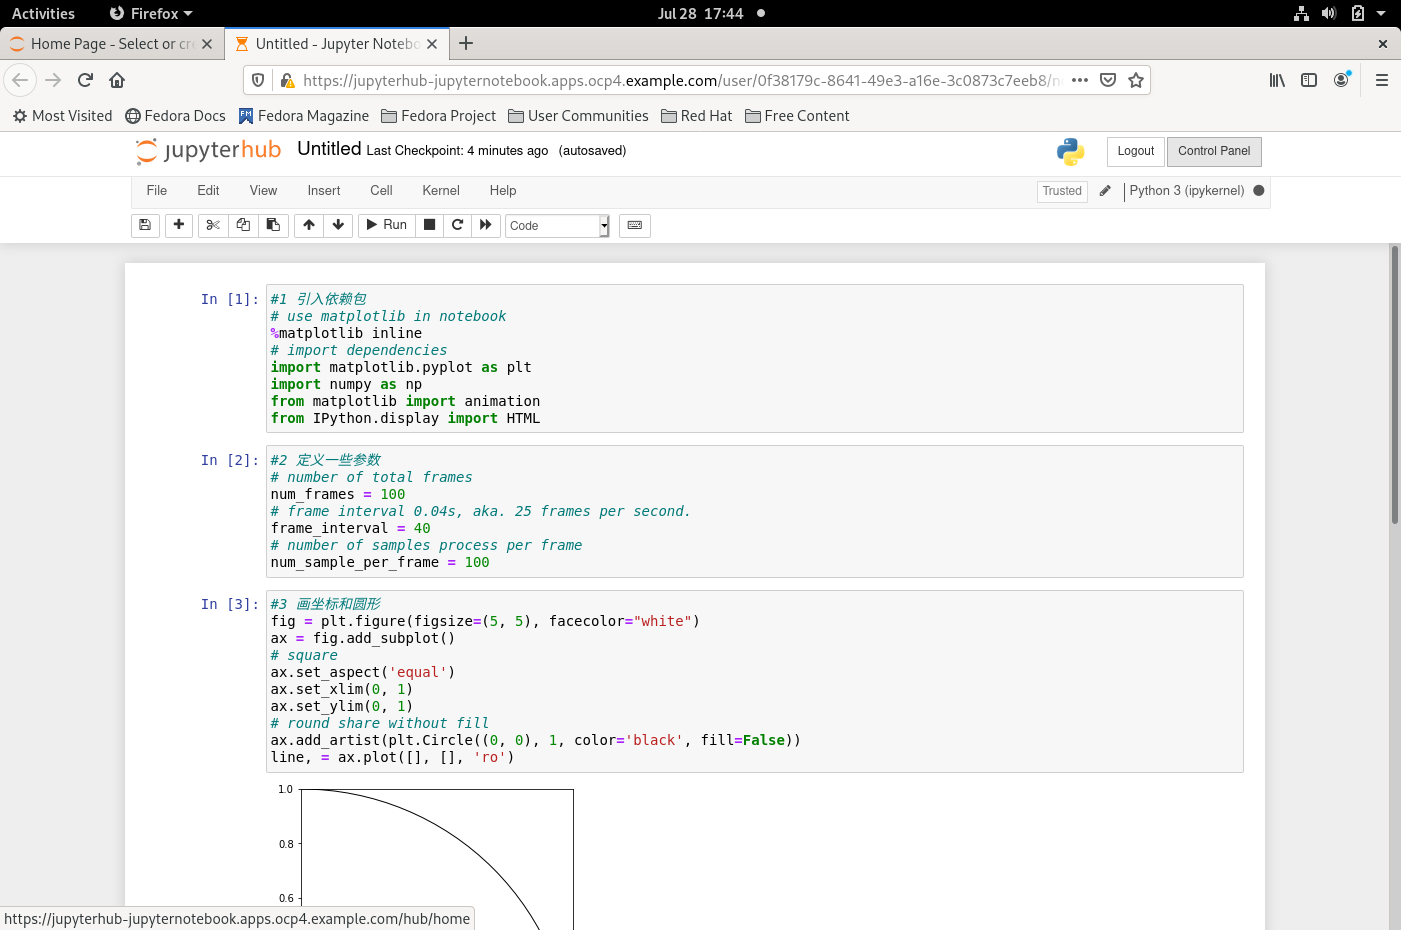 Activities
Firefox
Jul 28 17:44
Home Page - Select or cre
Untitled - Jupyter Notebo
https://jupyterhub-jupyternotebook.apps.ocp4.example.com/user/0f38179c-8641-49e3-a16e-3c0873c7eeb8/n
Most Visited
Fedora Docs
Fedora Magazine
Fedora Project
User Communities
Red Hat
Free Content
jupyterhub
Untitled Last Checkpoint: 4 minutes ago (autosaved)
Logout
Control Panel
File
Edit
View
Insert
Cell
Kernel
Help
Trusted
Python 3 (ipykernel)
Run
Code
In [1]:
#1 引入依赖包
# use matplotlib in notebook
%matplotlib inline
# import dependencies
import matplotlib.pyplot as plt
import numpy as np
from matplotlib import animation
from IPython.display import HTML
In [2]:
#2 定义一些参数
# number of total frames
num_frames = 100
# frame interval 0.04s, aka. 25 frames per second.
frame_interval = 40
# number of samples process per frame
num_sample_per_frame = 100
In [3]:
#3 画坐标和圆形
fig = plt.figure(figsize=(5, 5), facecolor="white")
ax = fig.add_subplot()
# square
ax.set_aspect('equal')
ax.set_xlim(0, 1)
ax.set_ylim(0, 1)
# round share without fill
ax.add_artist(plt.Circle((0, 0), 1, color='black', fill=False))
line, = ax.plot([], [], 'ro')
1.0
0.8
0.6
https://jupyterhub-jupyternotebook.apps.ocp4.example.com/hub/home